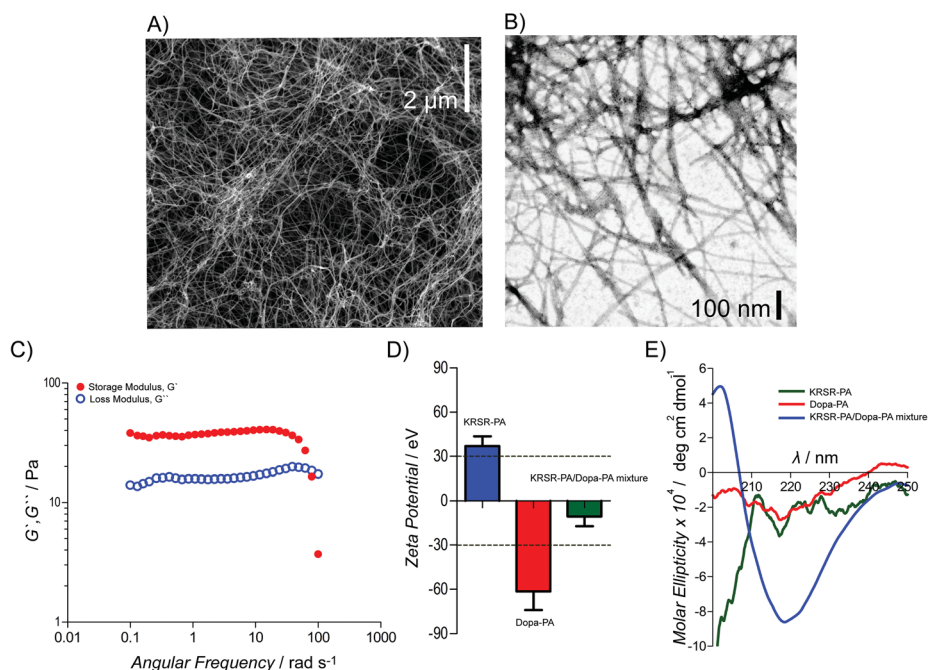 A)
B)
2 µm
100 nm
C)
D)
E)
Storage Modulus, G`
Loss Modulus, G``
G`,G`` / Pa
100
10
1
0.01
0.1
1
10
100
1000
Angular Frequency / rad s-1
Zeta Potential / eV
90
60
30
0
-30
-60
-90
KRSR-PA
KRSR-PA/Dopa-PA mixture
Dopa-PA
Molar Ellipticity x 10⁴ / deg cm² dmol⁻¹
6
4
2
0
-2
-4
-6
-8
-10
KRSR-PA
Dopa-PA
KRSR-PA/Dopa-PA mixture
λ / nm
210
220
230
240
250